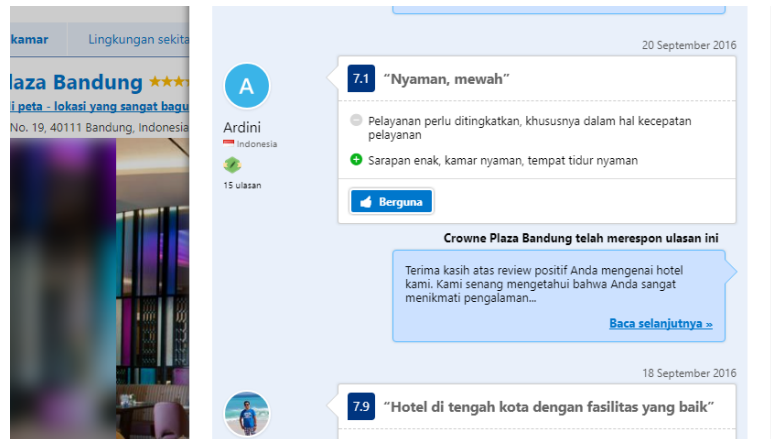 kamar
Lingkungan sekita
laza Bandung
i peta - lokasi yang sangat bagu
No. 19, 40111 Bandung, Indonesia
20 September 2016
A
Ardini
Indonesia
15 ulasan
7.1 “Nyaman, mewah”
Pelayanan perlu ditingkatkan, khususnya dalam hal kecepatan
pelayanan
Sarapan enak, kamar nyaman, tempat tidur nyaman
Berguna
Crowne Plaza Bandung telah merespon ulasan ini
Terima kasih atas review positif Anda mengenai hotel
kami. Kami senang mengetahui bahwa Anda sangat
menikmati pengalaman...
Baca selanjutnya »
18 September 2016
7.9 “Hotel di tengah kota dengan fasilitas yang baik”